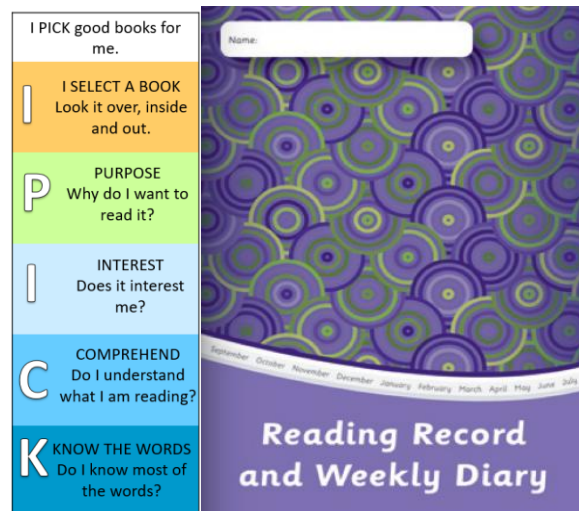 I PICK good books for
me.
I
I SELECT A BOOK
Look it over, inside
and out.
P
PURPOSE
Why do I want to
read it?
I
INTEREST
Does it interest
me?
C
COMPREHEND
Do I understand
what I am reading?
K
KNOW THE WORDS
Do I know most of
the words?
Name:
September October November December January February March April May June July
Reading Record
and Weekly Diary